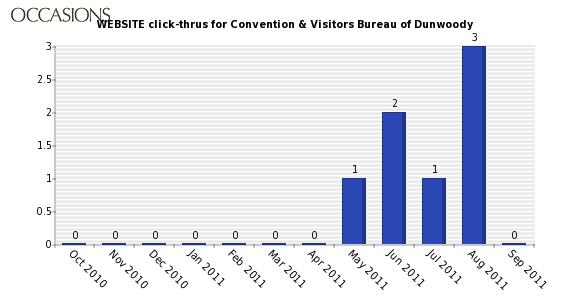 OCCASIONS
WEBSITE click-thrus for Convention & Visitors Bureau of Dunwoody
3
2.5
2
1.5
1
0.5
0
0 0 0 0 0 0 0 1 2 1 3 0
Oct 2010 Nov 2010 Dec 2010 Jan 2011 Feb 2011 Mar 2011 Apr 2011 May 2011 Jun 2011 Jul 2011 Aug 2011 Sep 2011